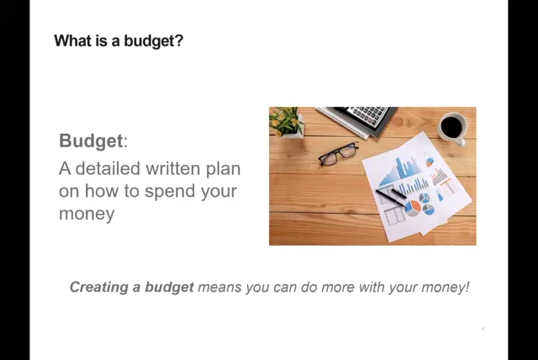 What is a budget?
Budget:
A detailed written plan
on how to spend your
money
Creating a budget means you can do more with your money!